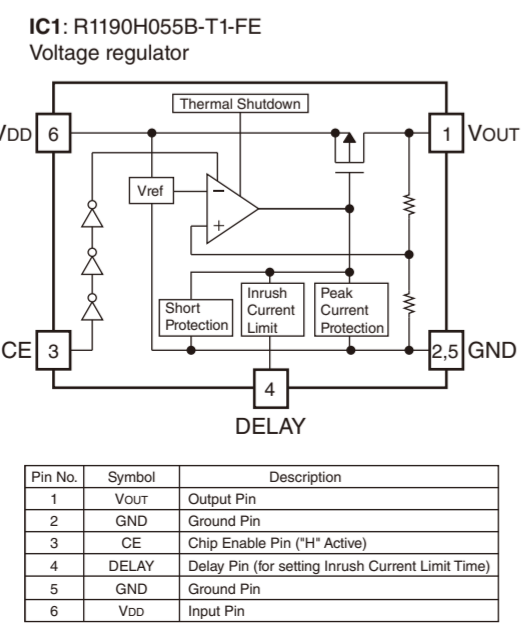 IC1: R1190H055B-T1-FE
Voltage regulator
Thermal Shutdown
VDD 6
1 VOUT
Vref
−
+
Short
Protection
Inrush
Current
Limit
Peak
Current
Protection
CE 3
2,5 GND
4
DELAY
Pin No. Symbol Description
1 VOUT Output Pin
2 GND Ground Pin
3 CE Chip Enable Pin ("H" Active)
4 DELAY Delay Pin (for setting Inrush Current Limit Time)
5 GND Ground Pin
6 VDD Input Pin